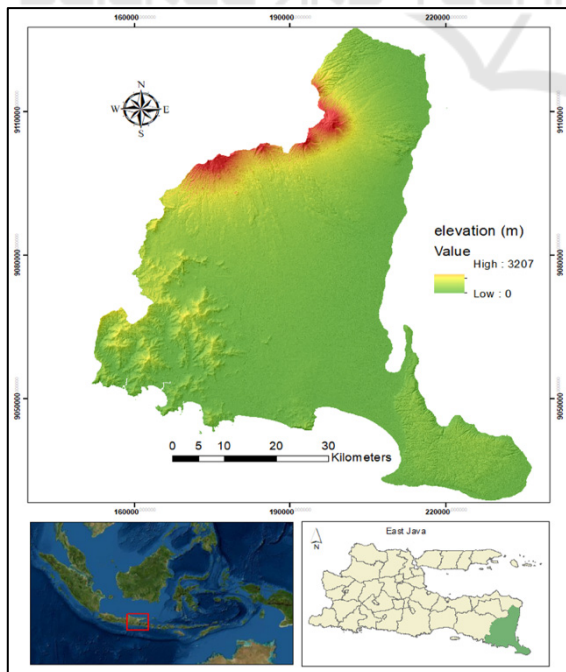 160000 190000 220000
N
W E
S
9110000 9110000
elevation (m)
Value
High : 3207
Low : 0
9080000 9080000
9050000 9050000
0 5 10 20 30
Kilometers
160000 190000 220000
N
East Java